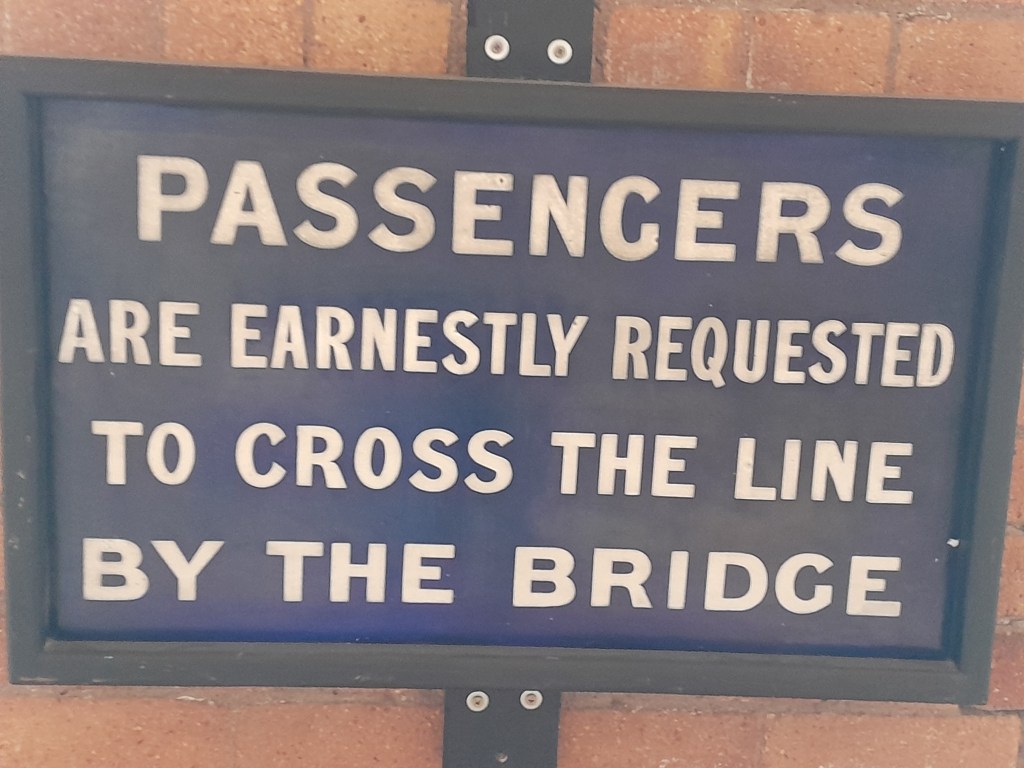 PASSENGERS
ARE EARNESTLY REQUESTED
TO CROSS THE LINE
BY THE BRIDGE